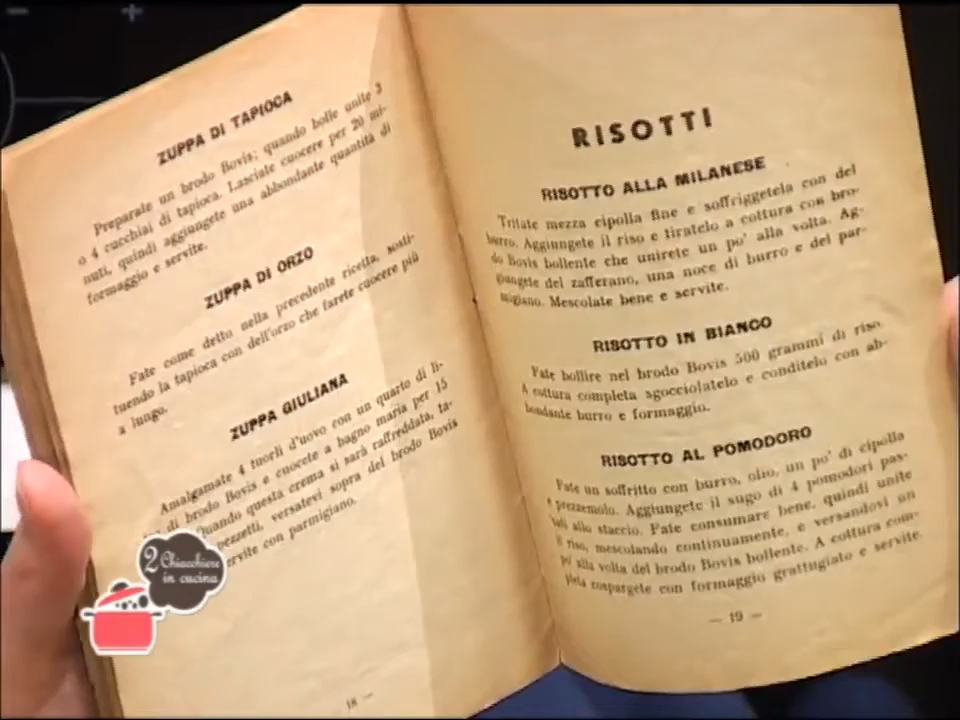 ZUPPA DI TAPIOCA
Preparate un brodo Bovis; quando bolle unite 3
o 4 cucchiai di tapioca. Lasciate cuocere per 20 mi-
nuti, quindi aggiungete una abbondante quantità di
formaggio e servite.
ZUPPA DI ORZO
Fate come detto nella precedente ricetta, sosti-
tuendo la tapioca con dell'orzo che farete cuocere più
a lungo.
ZUPPA GIULIANA
Amalgamate 4 tuorli d'uovo con un quarto di li-
di brodo Bovis e cuocete a bagno maria per 15
Quando questa crema si sarà raffreddata, ta-
pezzetti, versatevi sopra del brodo Bovis
servite con parmigiano.
— 18 —
RISOTTI
RISOTTO ALLA MILANESE
Tritate mezza cipolla fine e soffriggetela con del
burro. Aggiungete il riso e tiratelo a cottura con bro-
do Bovis bollente che unirete un po' alla volta. Ag-
giungete del zafferano, una noce di burro e del par-
migiano. Mescolate bene e servite.
RISOTTO IN BIANCO
Fate bollire nel brodo Bovis 500 grammi di riso.
A cottura completa sgocciolatelo e conditelo con ab-
bondante burro e formaggio.
RISOTTO AL POMODORO
Fate un soffritto con burro, olio, un po' di cipolla
e prezzemolo. Aggiungete il sugo di 4 pomodori pas-
sati allo staccio. Fate consumare bene, quindi unite
il riso, mescolando continuamente, e versandosi un
po' alla volta del brodo Bovis bollente. A cottura com-
pleta cospargete con formaggio grattugiato e servite.
— 19 —
2 Chiacchiere
in cucina